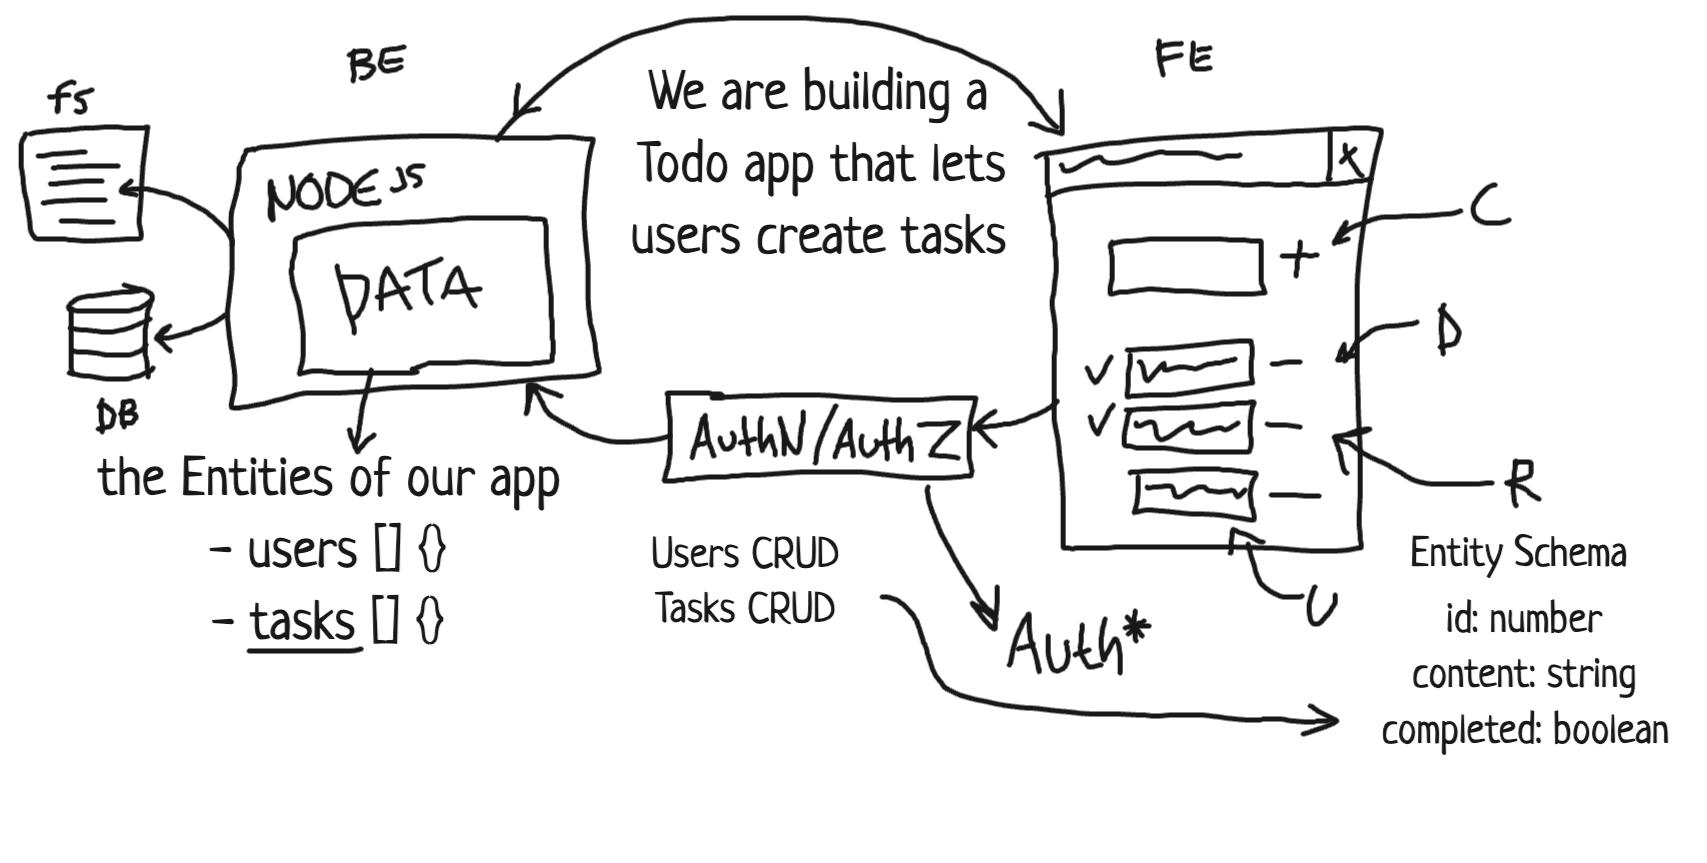 BE
FE
fs
We are building a
Todo app that lets
users create tasks
X
NODE JS
DATA
C
+
D
DB
AuthN/AuthZ
the Entities of our app
- users [] {}
- tasks [] {}
R
Users CRUD
Tasks CRUD
U
Auth*
Entity Schema
id: number
content: string
completed: boolean